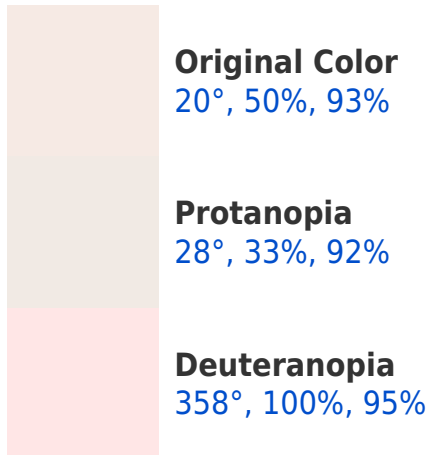 Original Color
20°, 50%, 93%
Protanopia
28°, 33%, 92%
Deuteranopia
358°, 100%, 95%